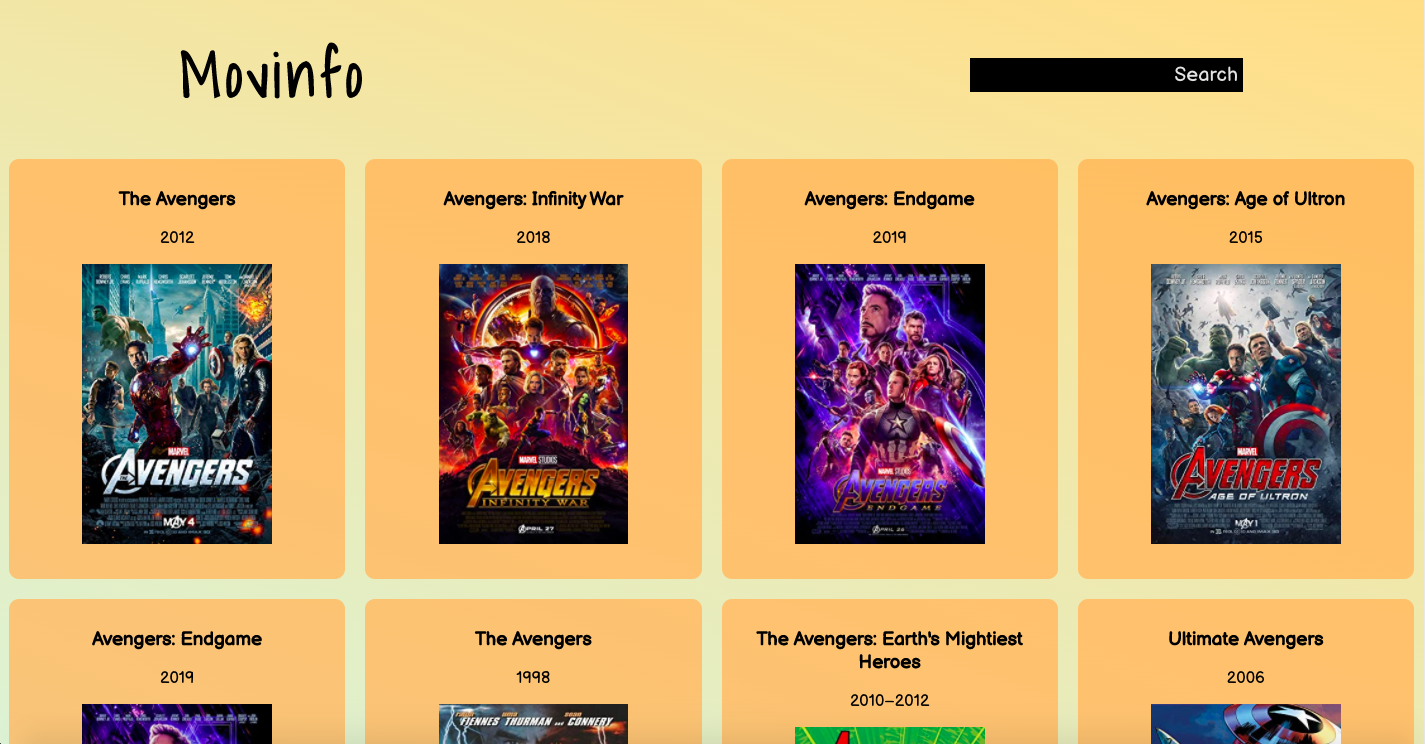 Movinfo
Search
The Avengers
2012
MARVEL
THE AVENGERS
MAY 4
Avengers: Infinity War
2018
MARVEL STUDIOS
AVENGERS
INFINITY WAR
APRIL 27
Avengers: Endgame
2019
MARVEL STUDIOS
AVENGERS
ENDGAME
APRIL 26
Avengers: Age of Ultron
2015
MARVEL
AVENGERS
AGE OF ULTRON
MAY 1
Avengers: Endgame
2019
The Avengers
1998
FIENNES THURMAN AND CONNERY
The Avengers: Earth's Mightiest
Heroes
2010–2012
Ultimate Avengers
2006